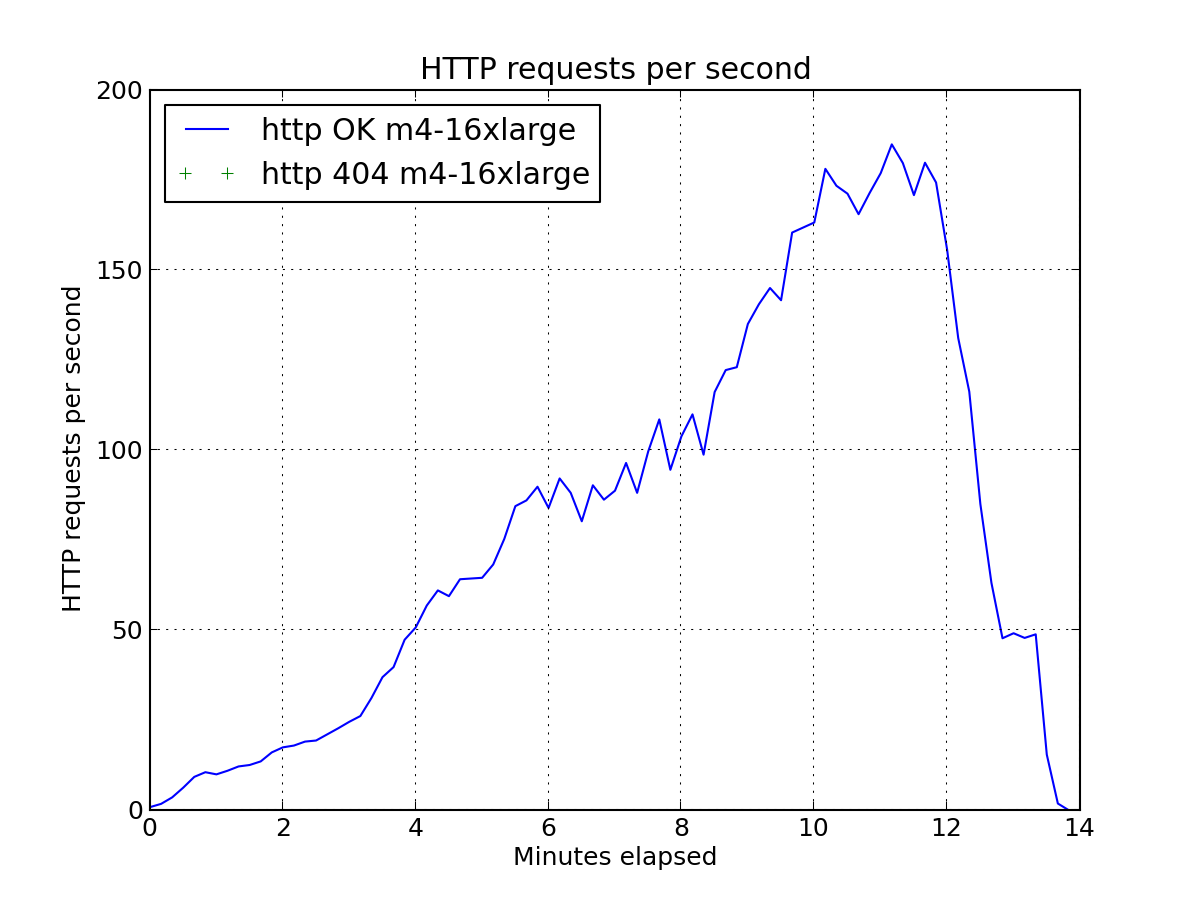 HTTP requests per second
200
http OK m4-16xlarge
http 404 m4-16xlarge
150
HTTP requests per second
100
50
0
0 2 4 6 8 10 12 14
Minutes elapsed